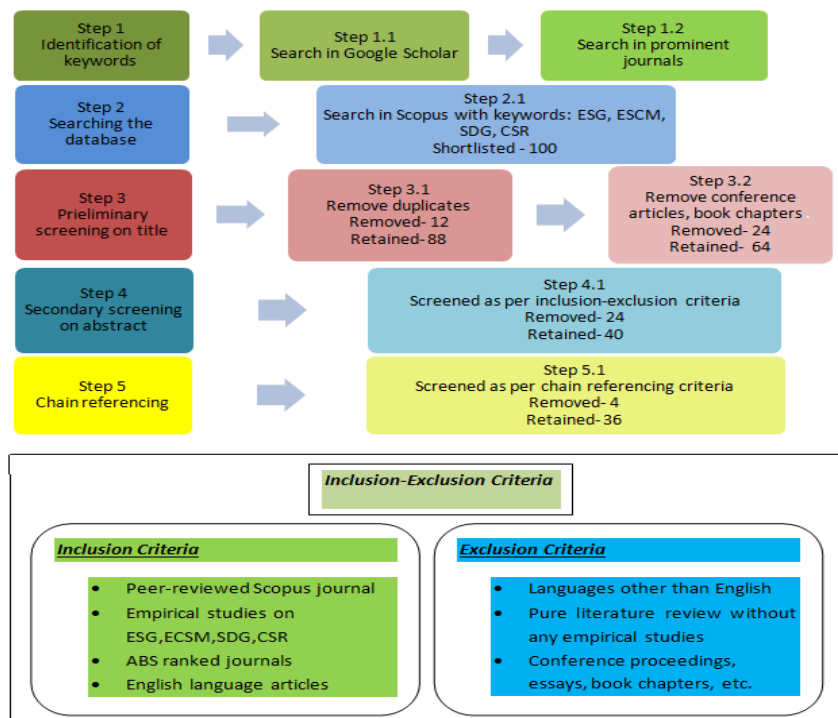 Step 1
Identification of
keywords
Step 1.1
Search in Google Scholar
Step 1.2
Search in prominent
journals
Step 2
Searching the
database
Step 2.1
Search in Scopus with keywords: ESG, ESCM,
SDG, CSR
Shortlisted - 100
Step 3
Prieliminary
screening on title
Step 3.1
Remove duplicates
Removed- 12
Retained- 88
Step 3.2
Remove conference
articles, book chapters .
Removed- 24
Retained- 64
Step 4
Secondary screening
on abstract
Step 4.1
Screened as per inclusion-exclusion criteria
Removed- 24
Retained- 40
Step 5
Chain referencing
Step 5.1
Screened as per chain referencing criteria
Removed- 4
Retained- 36
Inclusion-Exclusion Criteria
Inclusion Criteria
• Peer-reviewed Scopus journal
• Empirical studies on
ESG,ECSM,SDG,CSR
• ABS ranked journals
• English language articles
Exclusion Criteria
• Languages other than English
• Pure literature review without
any empirical studies
• Conference proceedings,
essays, book chapters, etc.